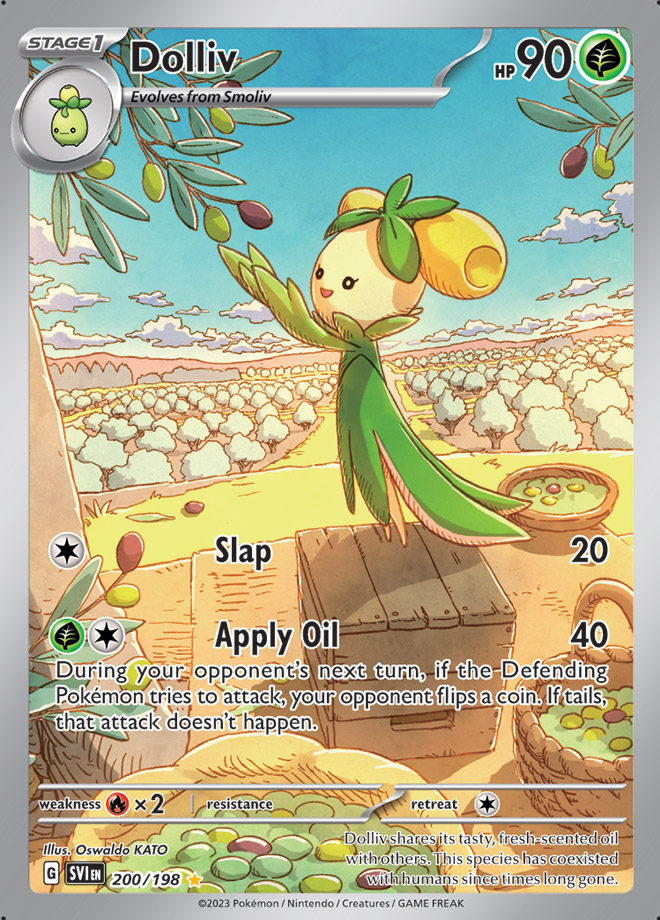 STAGE 1
Dolliv
HP 90
Evolves from Smoliv
Slap 20
Apply Oil 40
During your opponent's next turn, if the Defending
Pokémon tries to attack, your opponent flips a coin. If tails,
that attack doesn't happen.
weakness ×2 resistance retreat
Illus. Oswaldo KATO
Dolliv shares its tasty, fresh-scented oil
with others. This species has coexisted
with humans since times long gone.
G SVI EN 200/198
©2023 Pokémon / Nintendo / Creatures / GAME FREAK